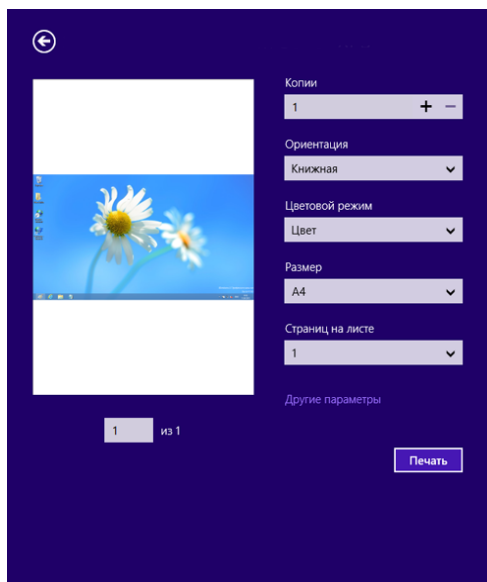 Копии
1
Ориентация
Книжная
Цветовой режим
Цвет
Размер
A4
Страниц на листе
1
Другие параметры
1 из 1
Печать